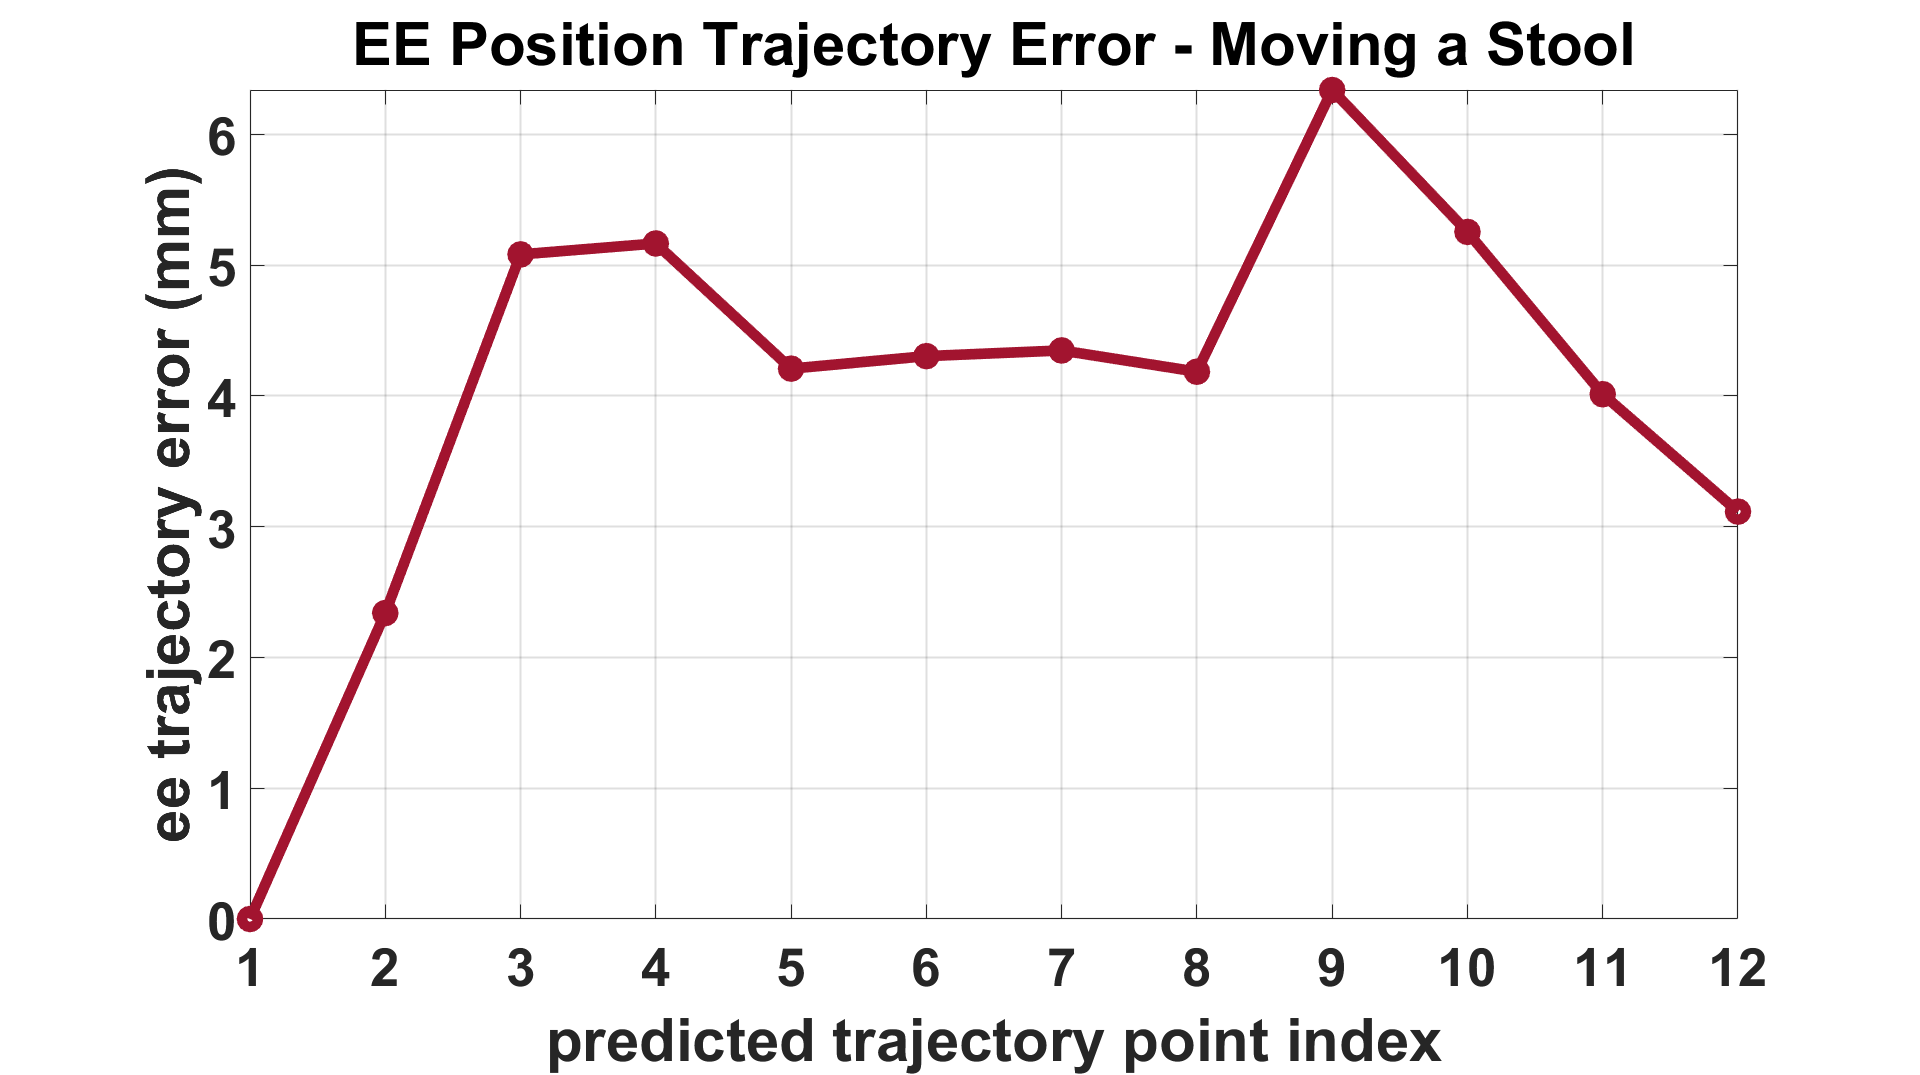 EE Position Trajectory Error - Moving a Stool
ee trajectory error (mm)
6
5
4
3
2
1
0
1 2 3 4 5 6 7 8 9 10 11 12
predicted trajectory point index